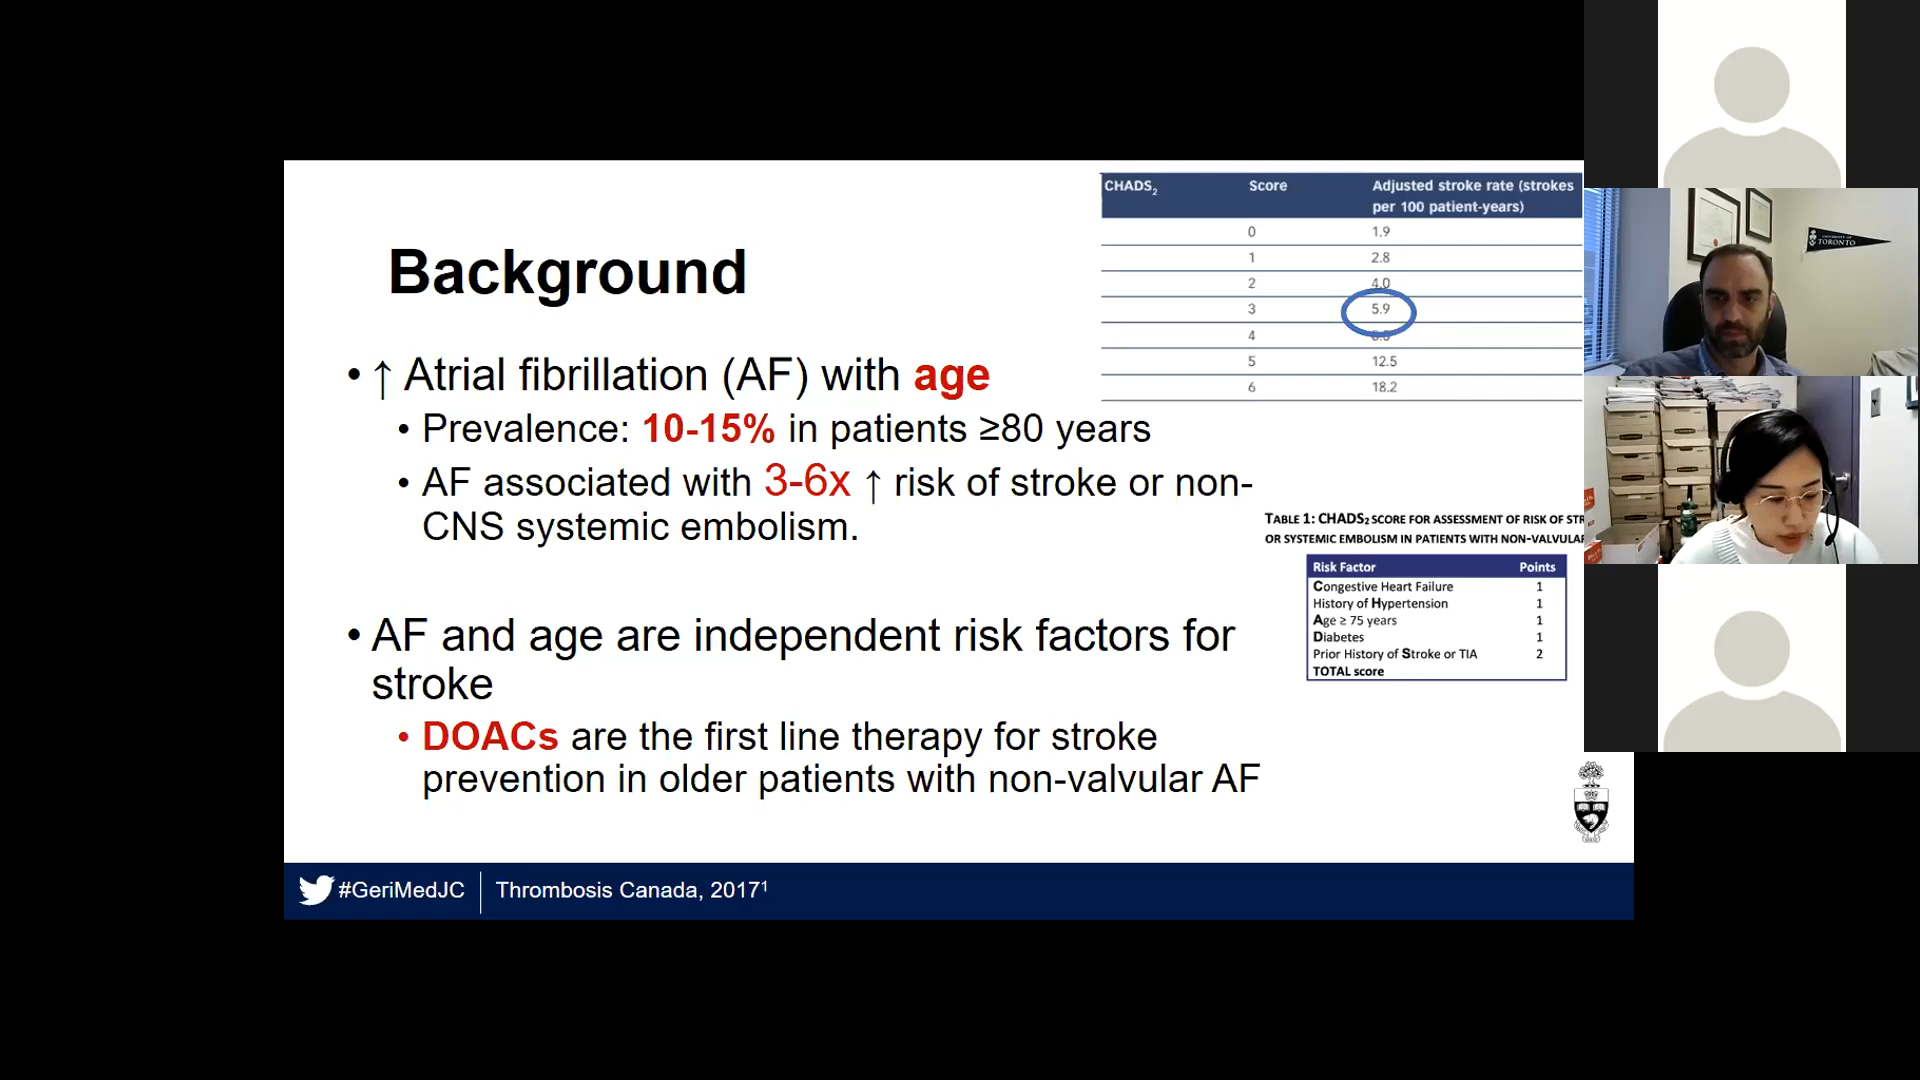 CHADS2 Score Adjusted stroke rate (strokes
per 100 patient-years)
0 1.9
1 2.8
2 4.0
3 5.9
4
5 12.5
6 18.2
Background
• ↑ Atrial fibrillation (AF) with age
• Prevalence: 10-15% in patients ≥80 years
• AF associated with 3-6x ↑ risk of stroke or non-
CNS systemic embolism.
TABLE 1: CHADS2 SCORE FOR ASSESSMENT OF RISK OF STR
OR SYSTEMIC EMBOLISM IN PATIENTS WITH NON-VALVULAR
Risk Factor Points
Congestive Heart Failure 1
History of Hypertension 1
Age ≥ 75 years 1
Diabetes 1
Prior History of Stroke or TIA 2
TOTAL score
• AF and age are independent risk factors for
stroke
• DOACs are the first line therapy for stroke
prevention in older patients with non-valvular AF
#GeriMedJC Thrombosis Canada, 2017¹
UNIVERSITY OF
TORONTO